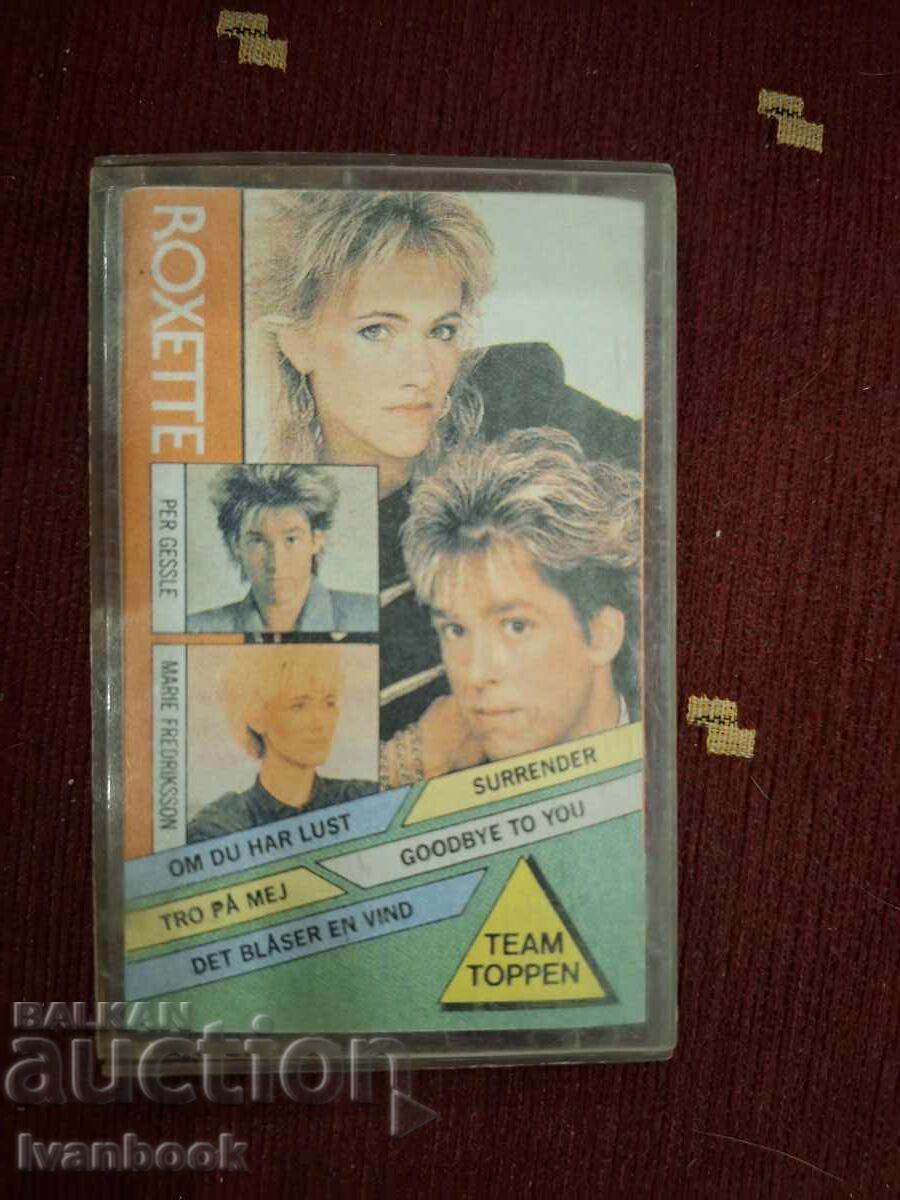 ROXETTE
PER GESSLE
MARIE FREDRIKSSON
SURRENDER
OM DU HAR LUST
GOODBYE TO YOU
TRO PÅ MEJ
DET BLÅSER EN VIND
TEAM
TOPPEN
BALKAN
auction
Ivanbook